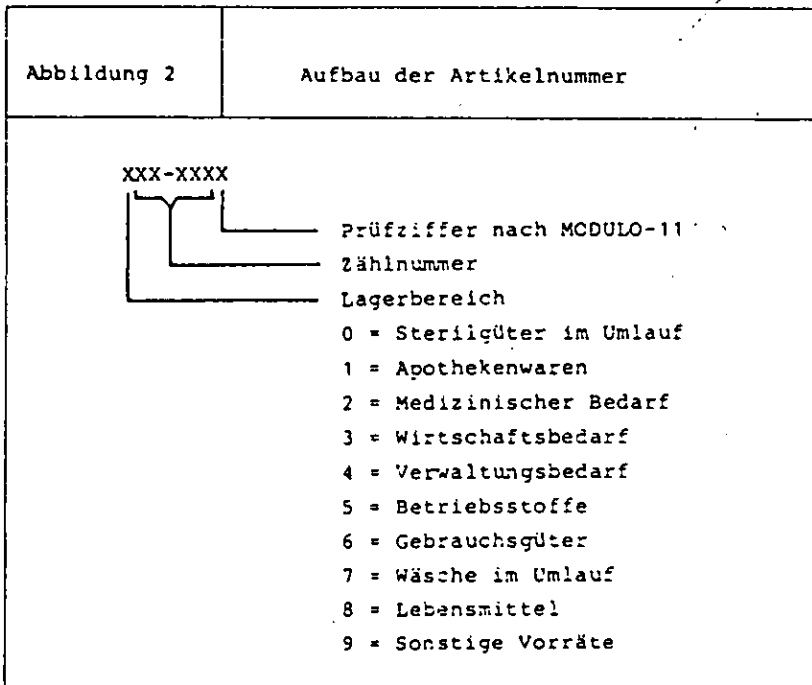 Abbildung 2
Aufbau der Artikelnummer
XXX-XXXX
Prüfziffer nach MODULO-11
Zählnummer
Lagerbereich
0 = Sterilgüter im Umlauf
1 = Apothekenwaren
2 = Medizinischer Bedarf
3 = Wirtschaftsbedarf
4 = Verwaltungsbedarf
5 = Betriebsstoffe
6 = Gebrauchsgüter
7 = Wäsche im Umlauf
8 = Lebensmittel
9 = Sonstige Vorräte